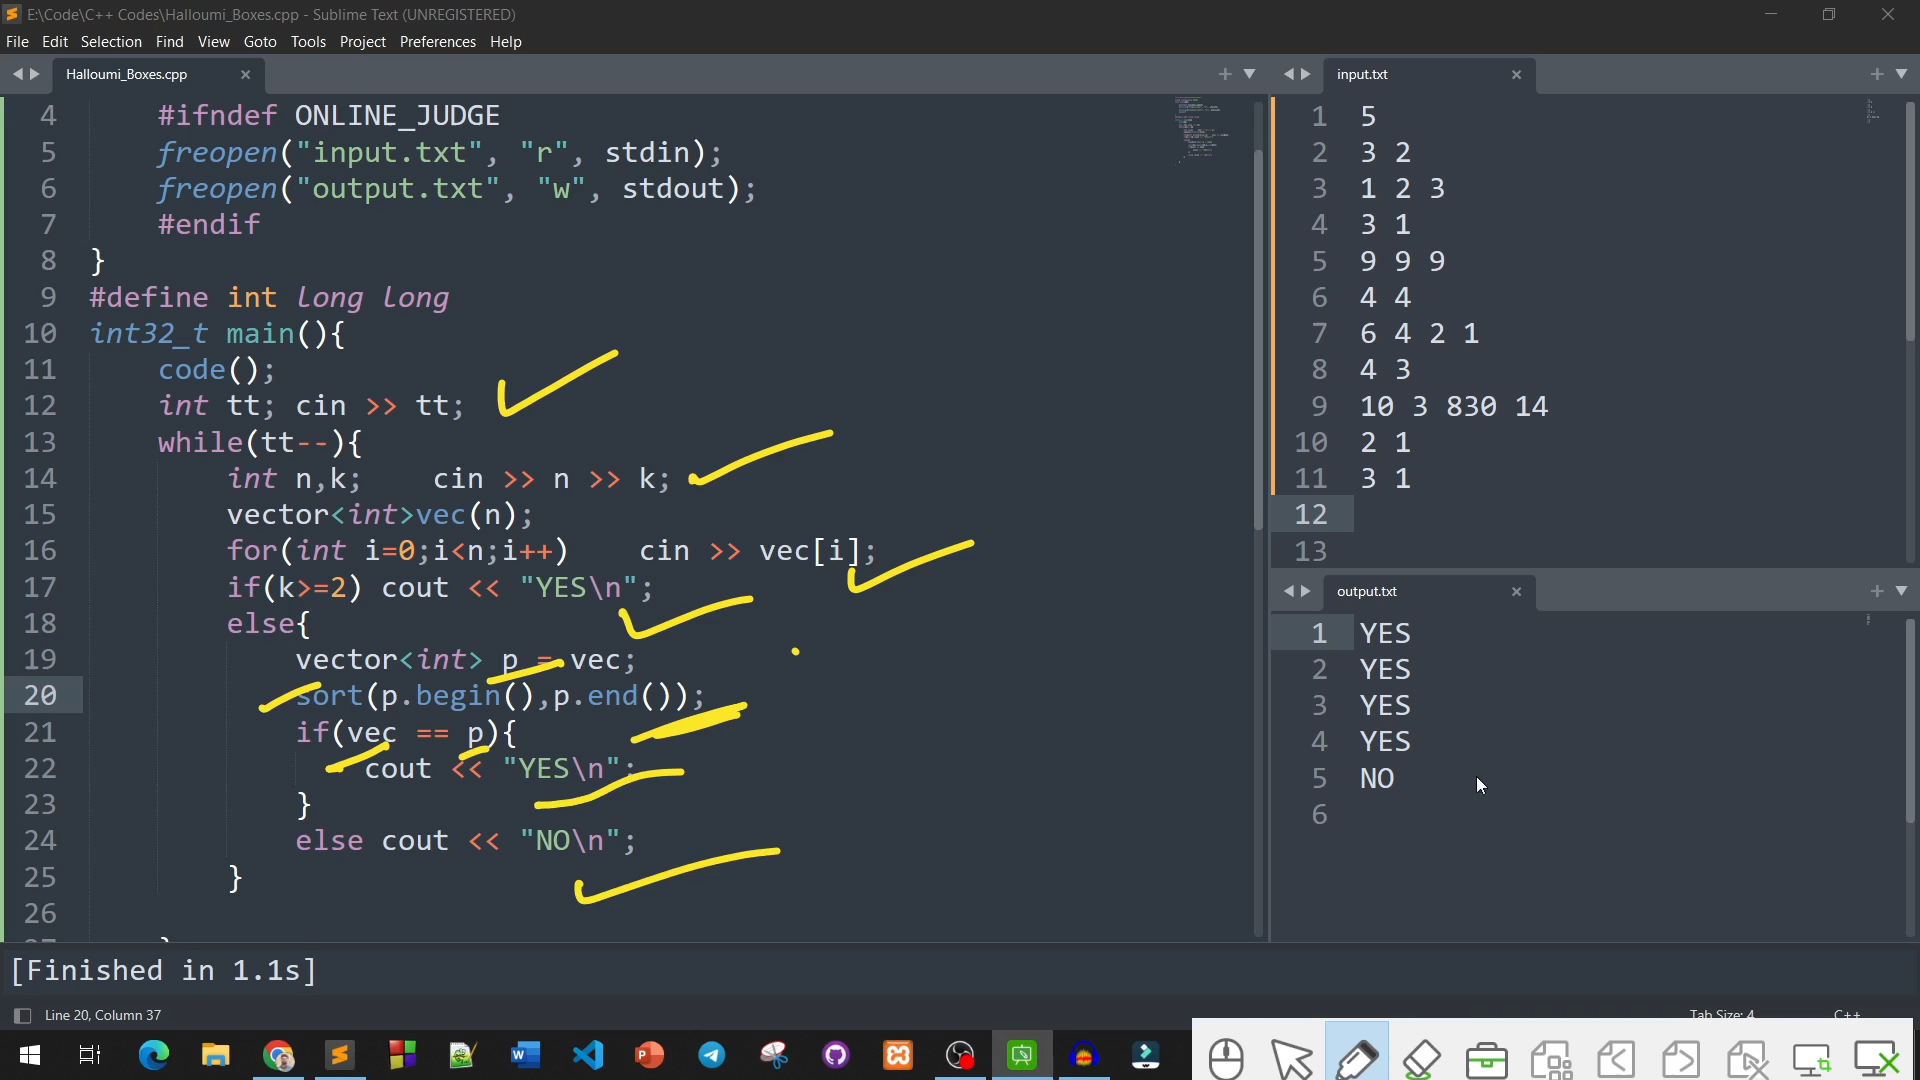 E:\Code\C++ Codes\Halloumi_Boxes.cpp - Sublime Text (UNREGISTERED)
File Edit Selection Find View Goto Tools Project Preferences Help
Halloumi_Boxes.cpp
4 #ifndef ONLINE_JUDGE
5 freopen("input.txt", "r", stdin);
6 freopen("output.txt", "w", stdout);
7 #endif
8 }
9 #define int long long
10 int32_t main(){
11 code();
12 int tt; cin >> tt;
13 while(tt--){
14 int n,k; cin >> n >> k;
15 vector<int>vec(n);
16 for(int i=0;i<n;i++) cin >> vec[i];
17 if(k>=2) cout << "YES\n";
18 else{
19 vector<int> p = vec;
20 sort(p.begin(),p.end());
21 if(vec == p){
22 cout << "YES\n";
23 }
24 else cout << "NO\n";
25 }
26
input.txt
1 5
2 3 2
3 1 2 3
4 3 1
5 9 9 9
6 4 4
7 6 4 2 1
8 4 3
9 10 3 830 14
10 2 1
11 3 1
12
13
output.txt
1 YES
2 YES
3 YES
4 YES
5 NO
6
[Finished in 1.1s]
Line 20, Column 37
Tab Size: 4
C++